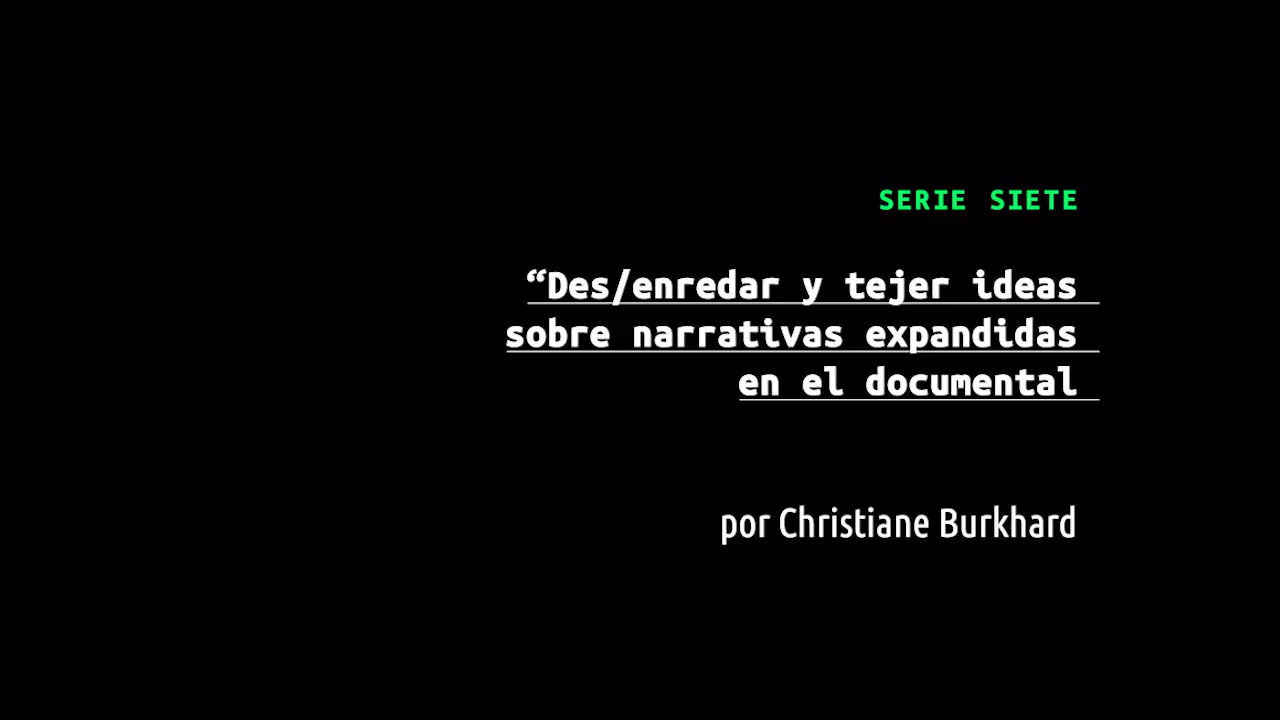 SERIE SIETE
“Des/enredar y tejer ideas
sobre narrativas expandidas
en el documental
por Christiane Burkhard